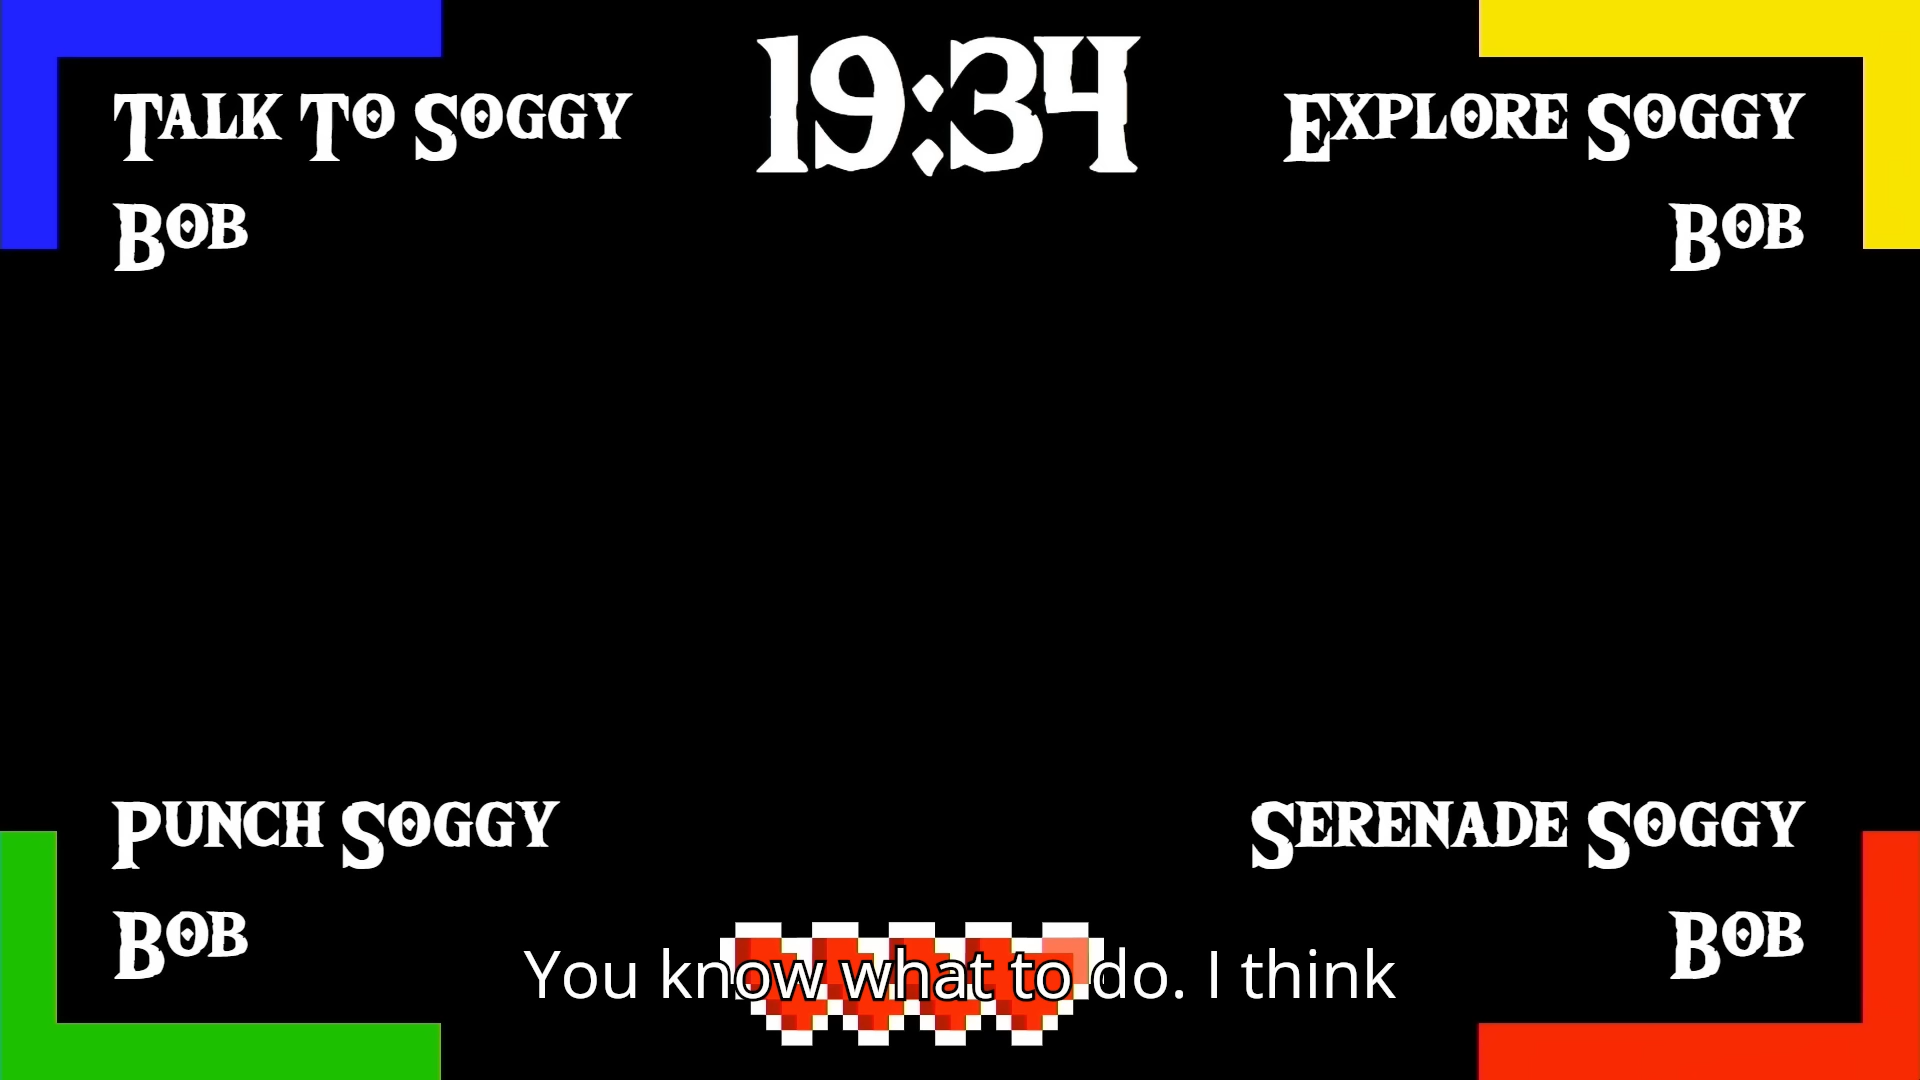 Talk To Soggy
Bob
19:34
Explore Soggy
Bob
Punch Soggy
Bob
Serenade Soggy
Bob
You know what to do. I think